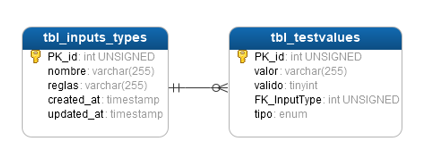 tbl_inputs_types
PK_id: int UNSIGNED
nombre: varchar(255)
reglas: varchar(255)
created_at: timestamp
updated_at: timestamp
tbl_testvalues
PK_id: int UNSIGNED
valor: varchar(255)
valido: tinyint
FK_InputType: int UNSIGNED
tipo: enum